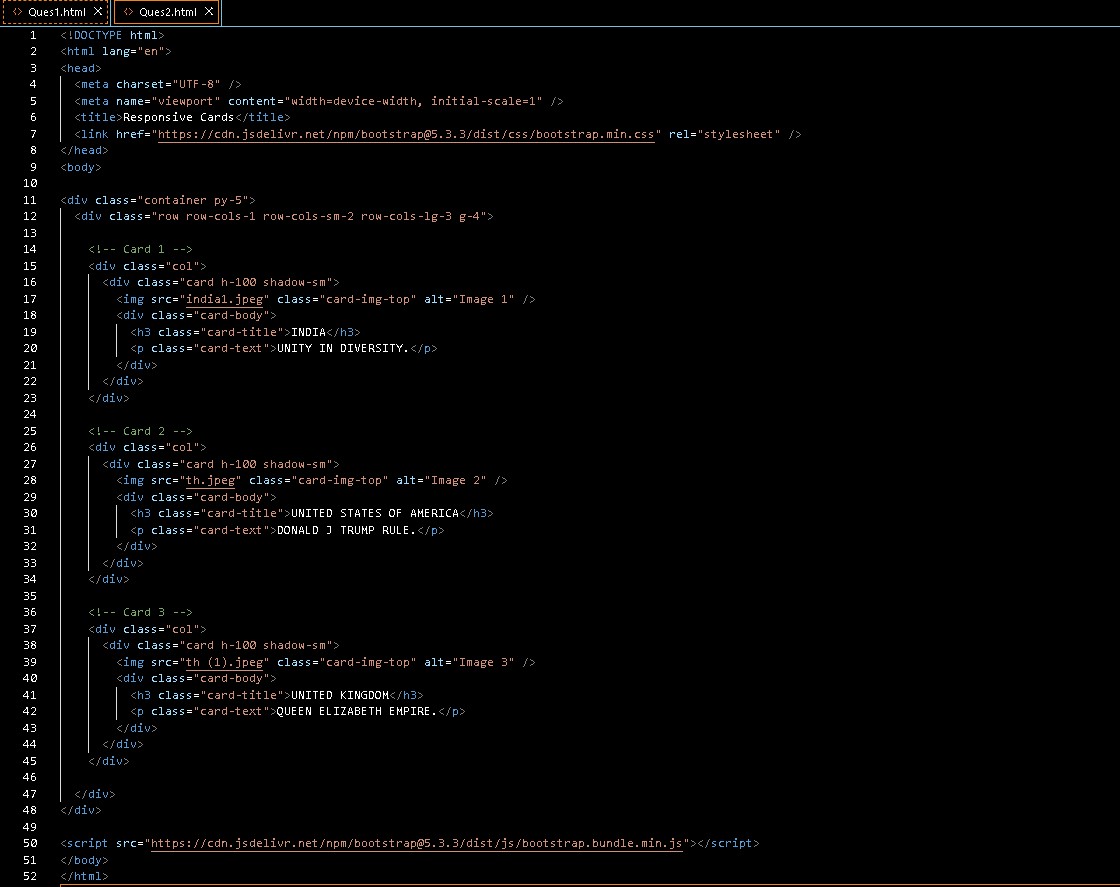 Ques1.html Ques2.html
1 <!DOCTYPE html>
2 <html lang="en">
3 <head>
4 <meta charset="UTF-8" />
5 <meta name="viewport" content="width=device-width, initial-scale=1" />
6 <title>Responsive Cards</title>
7 <link href="https://cdn.jsdelivr.net/npm/bootstrap@5.3.3/dist/css/bootstrap.min.css" rel="stylesheet" />
8 </head>
9 <body>
10
11 <div class="container py-5">
12 <div class="row row-cols-1 row-cols-sm-2 row-cols-lg-3 g-4">
13
14 <!-- Card 1 -->
15 <div class="col">
16 <div class="card h-100 shadow-sm">
17 <img src="india1.jpeg" class="card-img-top" alt="Image 1" />
18 <div class="card-body">
19 <h3 class="card-title">INDIA</h3>
20 <p class="card-text">UNITY IN DIVERSITY.</p>
21 </div>
22 </div>
23 </div>
24
25 <!-- Card 2 -->
26 <div class="col">
27 <div class="card h-100 shadow-sm">
28 <img src="th.jpeg" class="card-img-top" alt="Image 2" />
29 <div class="card-body">
30 <h3 class="card-title">UNITED STATES OF AMERICA</h3>
31 <p class="card-text">DONALD J TRUMP RULE.</p>
32 </div>
33 </div>
34 </div>
35
36 <!-- Card 3 -->
37 <div class="col">
38 <div class="card h-100 shadow-sm">
39 <img src="th (1).jpeg" class="card-img-top" alt="Image 3" />
40 <div class="card-body">
41 <h3 class="card-title">UNITED KINGDOM</h3>
42 <p class="card-text">QUEEN ELIZABETH EMPIRE.</p>
43 </div>
44 </div>
45 </div>
46
47 </div>
48 </div>
49
50 <script src="https://cdn.jsdelivr.net/npm/bootstrap@5.3.3/dist/js/bootstrap.bundle.min.js"></script>
51 </body>
52 </html>